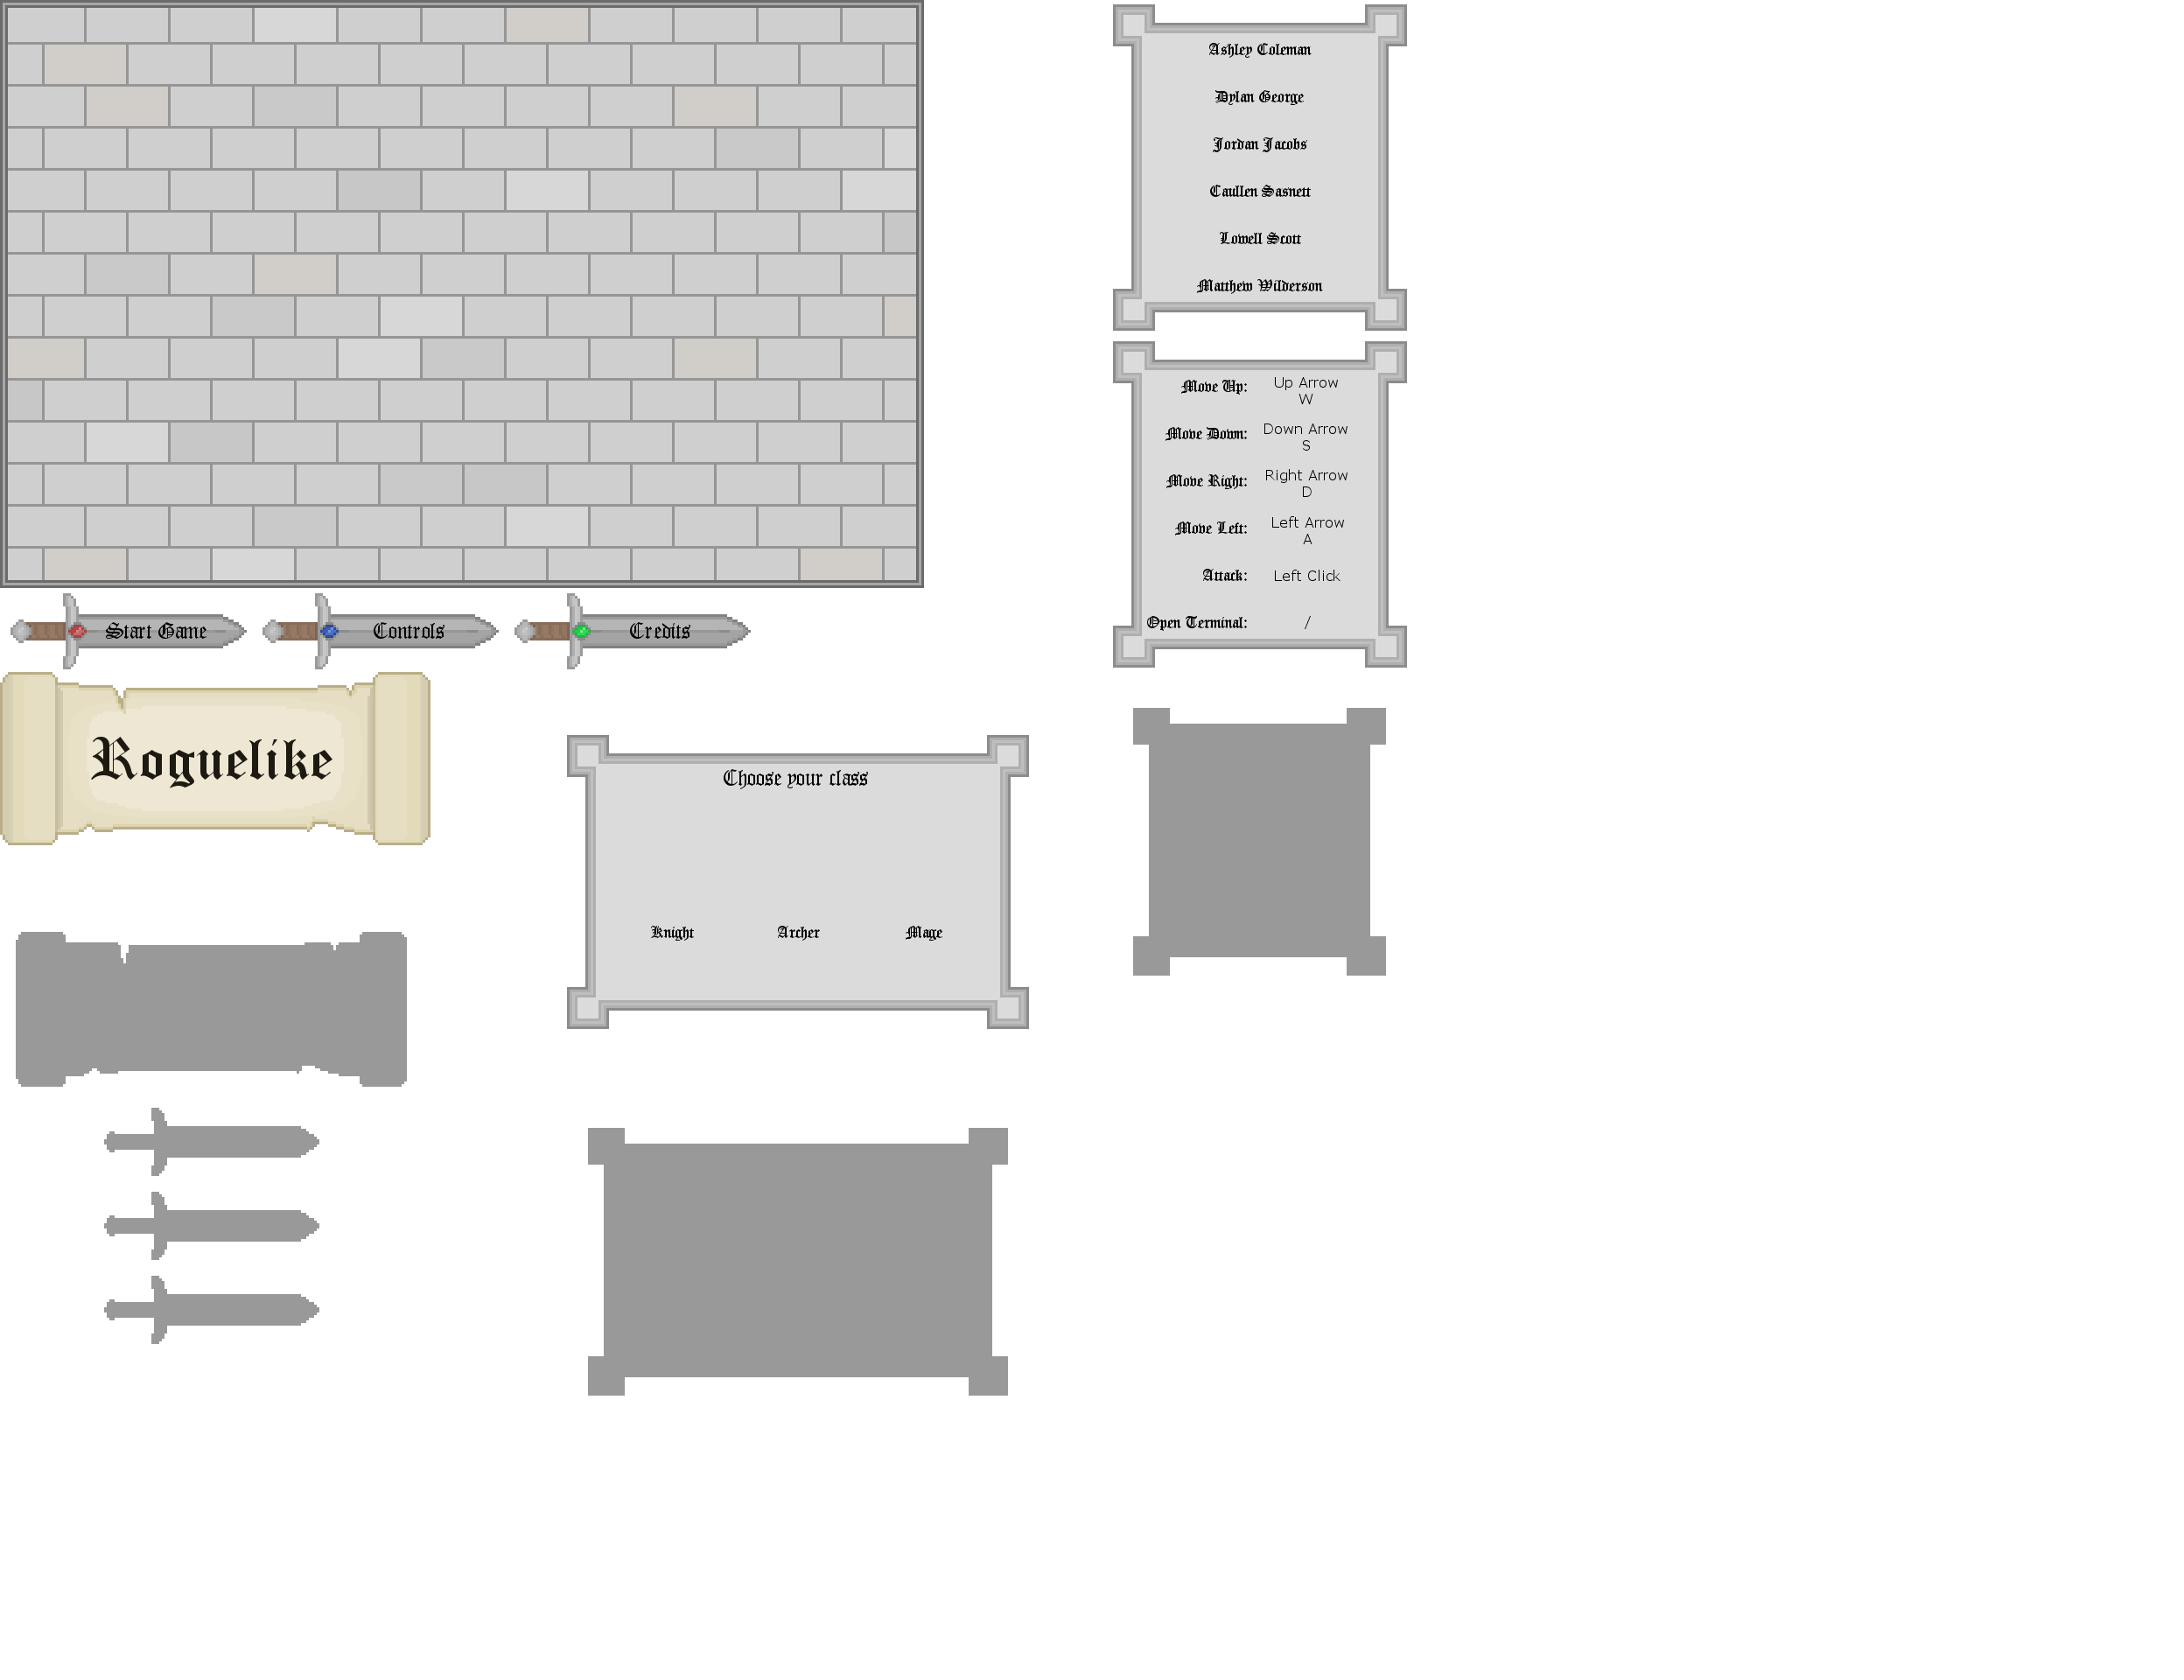 Ashley Coleman
Dylan George
Jordan Jacobs
Caullen Sasnett
Lowell Scott
Matthew Wilderson
Move Up: Up Arrow
W
Move Down: Down Arrow
S
Move Right: Right Arrow
D
Move Left: Left Arrow
A
Attack: Left Click
Open Terminal: /
Start Game
Controls
Credits
Roguelike
Choose your class
Knight
Archer
Mage